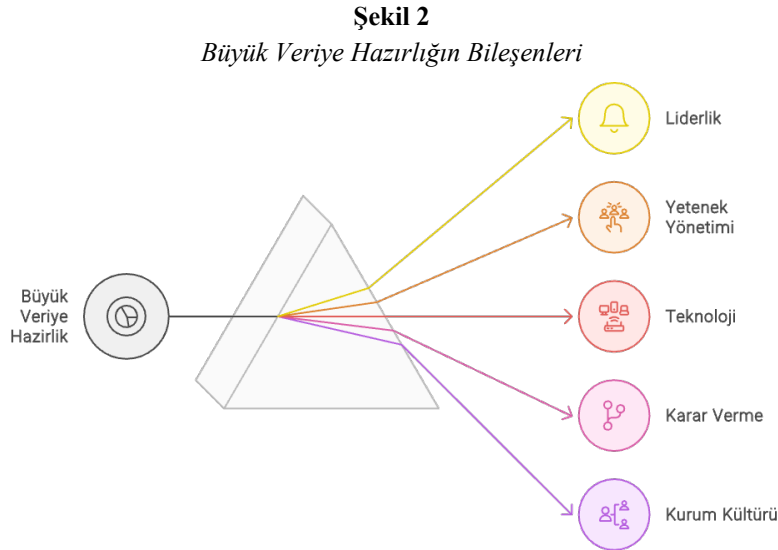 Şekil 2
Büyük Veriye Hazırlığın Bileşenleri
Liderlik
Yetenek
Yönetimi
Büyük
Veriye
Hazirlik
Teknoloji
Karar Verme
Kurum Kültürü